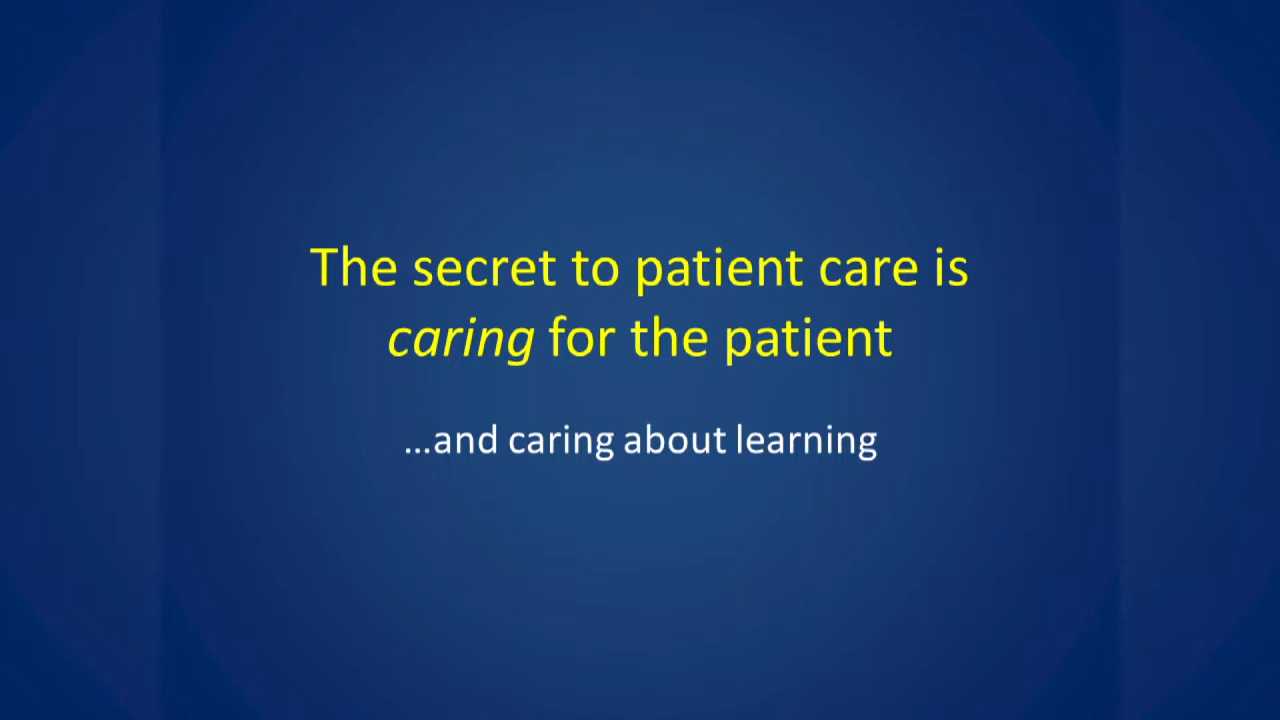 The secret to patient care is
caring for the patient
...and caring about learning